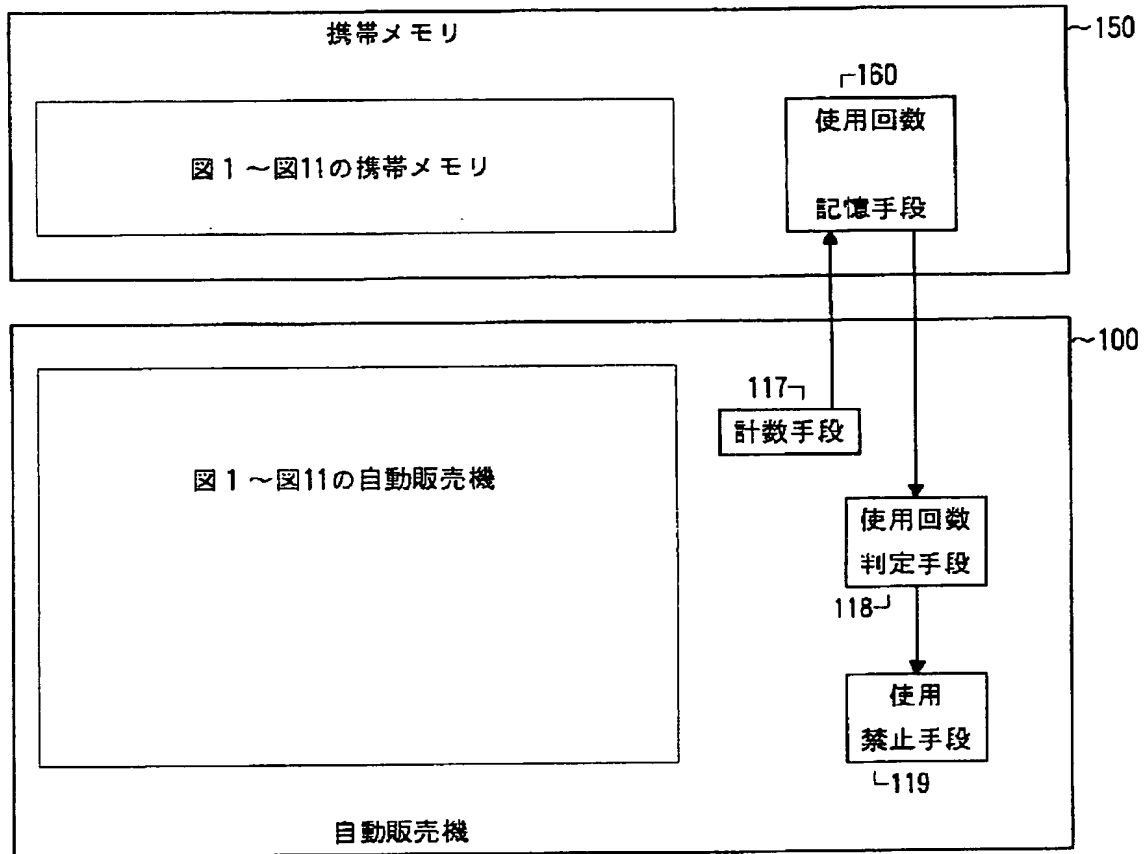 携帯メモリ
~150
160
使用回数
記憶手段
図1～図11の携帯メモリ
~100
117
計数手段
図1～図11の自動販売機
使用回数
判定手段
118
使用
禁止手段
119
自動販売機